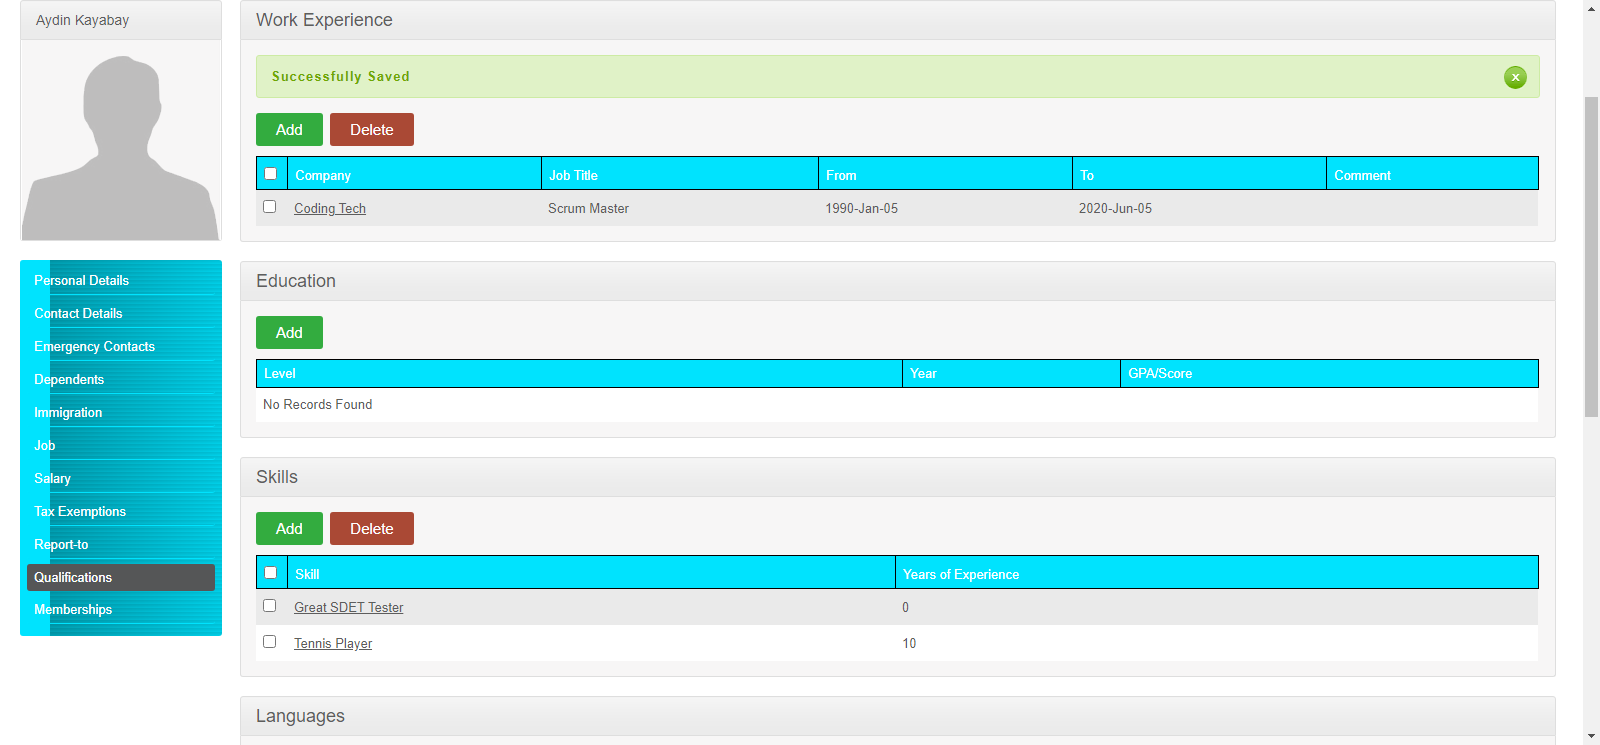 Aydin Kayabay
Personal Details
Contact Details
Emergency Contacts
Dependents
Immigration
Job
Salary
Tax Exemptions
Report-to
Qualifications
Memberships
Work Experience
Successfully Saved
x
Add Delete
Company Job Title From To Comment
Coding Tech Scrum Master 1990-Jan-05 2020-Jun-05
Education
Add
Level Year GPA/Score
No Records Found
Skills
Add Delete
Skill Years of Experience
Great SDET Tester 0
Tennis Player 10
Languages